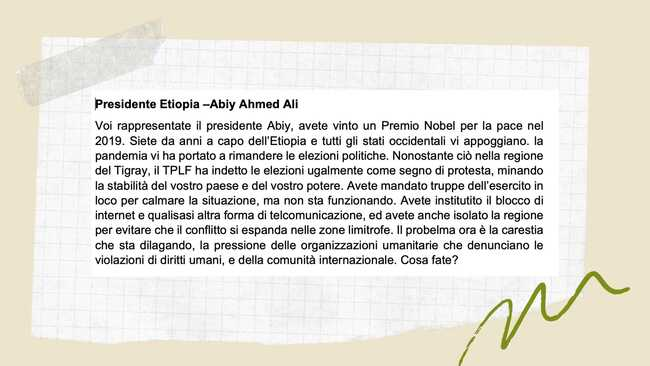 Presidente Etiopia –Abiy Ahmed Ali
Voi rappresentate il presidente Abiy, avete vinto un Premio Nobel per la pace nel
2019. Siete da anni a capo dell'Etiopia e tutti gli stati occidentali vi appoggiano. la
pandemia vi ha portato a rimandere le elezioni politiche. Nonostante ciò nella regione
del Tigray, il TPLF ha indetto le elezioni ugalmente come segno di protesta, minando
la stabilità del vostro paese e del vostro potere. Avete mandato truppe dell'esercito in
loco per calmare la situazione, ma non sta funzionando. Avete institutito il blocco di
internet e qualisasi altra forma di telcomunicazione, ed avete anche isolato la regione
per evitare che il conflitto si espanda nelle zone limitrofe. Il probelma ora è la carestia
che sta dilagando, la pressione delle organizzazioni umanitarie che denunciano le
violazioni di diritti umani, e della comunità internazionale. Cosa fate?